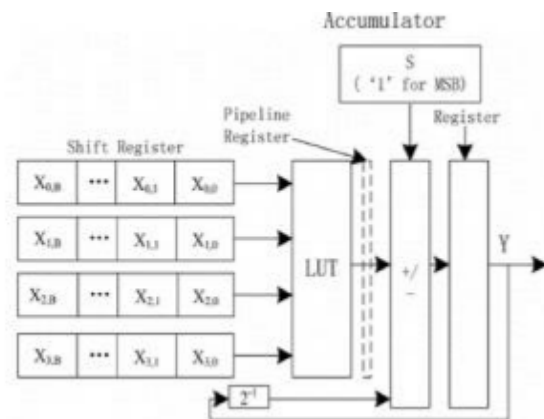 Accumulator
S
( '1' for MSB)
Pipeline
Register
Register
Shift Register
X0,B ... X0,1 X0,0
X1,B ... X1,1 X1,0
X2,B ... X2,1 X2,0
X3,B ... X3,1 X3,0
LUT
+/
-
Y
2-1